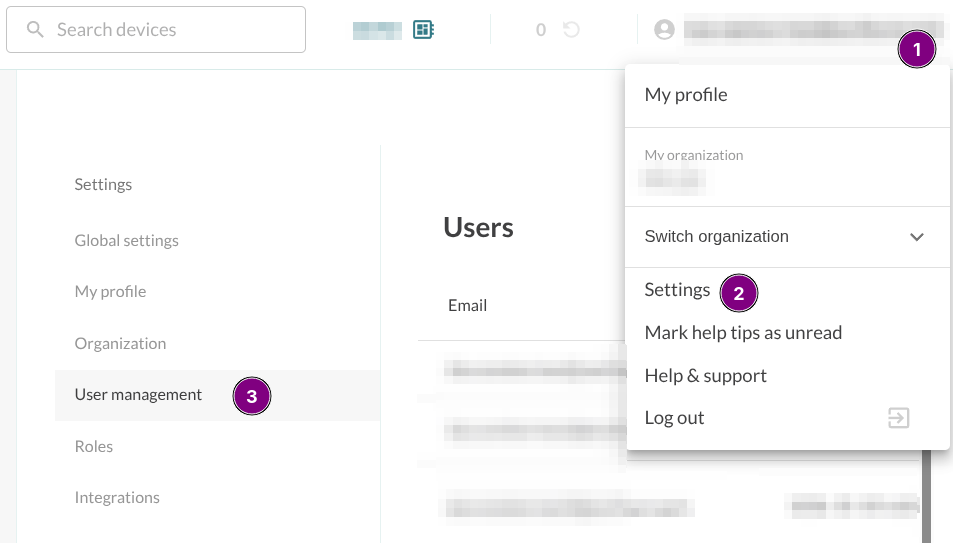 Search devices
0
1
My profile
My organization
Switch organization
Settings
2
Mark help tips as unread
Help & support
Log out
Settings
Global settings
My profile
Organization
User management
3
Roles
Integrations
Users
Email